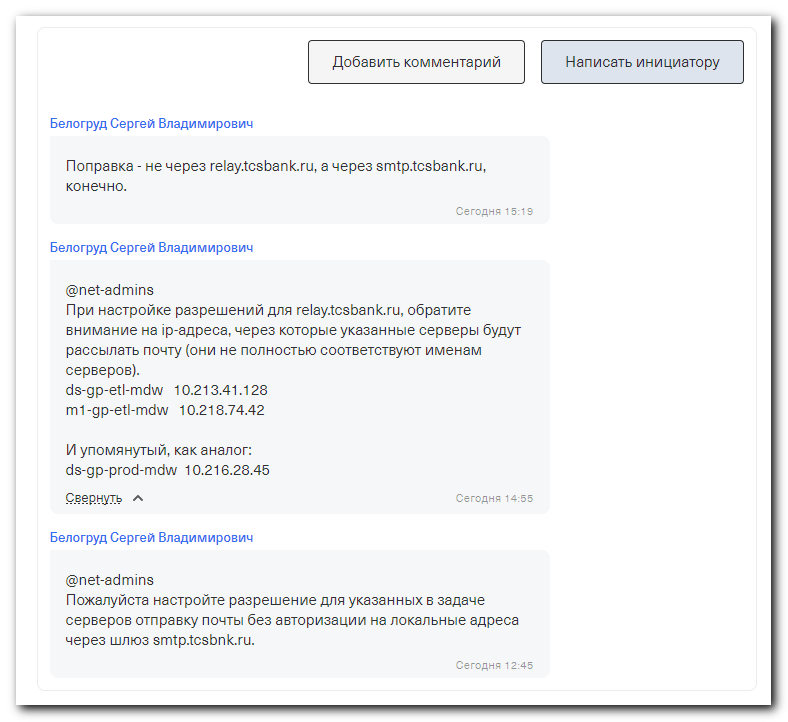 Добавить комментарий
Написать инициатору
Белогруд Сергей Владимирович
Поправка - не через relay.tcsbank.ru, а через smtp.tcsbank.ru,
конечно.
Сегодня 15:19
Белогруд Сергей Владимирович
@net-admins
При настройке разрешений для relay.tcsbank.ru, обратите
внимание на ip-адреса, через которые указанные серверы будут
рассылать почту (они не полностью соответствуют именам
серверов).
ds-gp-etl-mdw 10.213.41.128
m1-gp-etl-mdw 10.218.74.42
И упомянутый, как аналог:
ds-gp-prod-mdw 10.216.28.45
Свернуть
Сегодня 14:55
Белогруд Сергей Владимирович
@net-admins
Пожалуйста настройте разрешение для указанных в задаче
серверов отправку почты без авторизации на локальные адреса
через шлюз smtp.tcsbnk.ru.
Сегодня 12:45